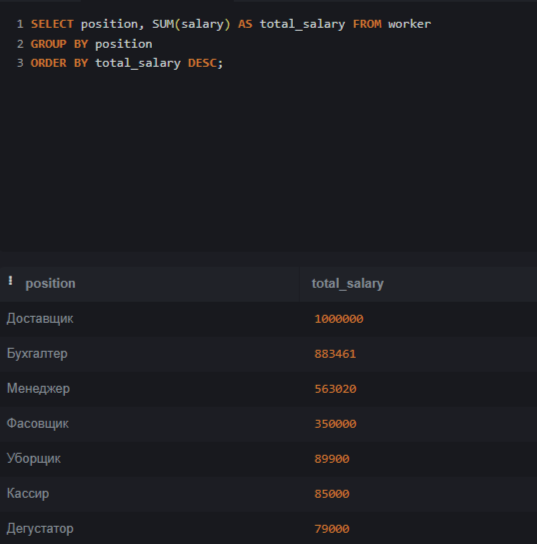 1 SELECT position, SUM(salary) AS total_salary FROM worker
2 GROUP BY position
3 ORDER BY total_salary DESC;
position total_salary
Доставщик 1000000
Бухгалтер 883461
Менеджер 563020
Фасовщик 350000
Уборщик 89900
Кассир 85000
Дегустатор 79000